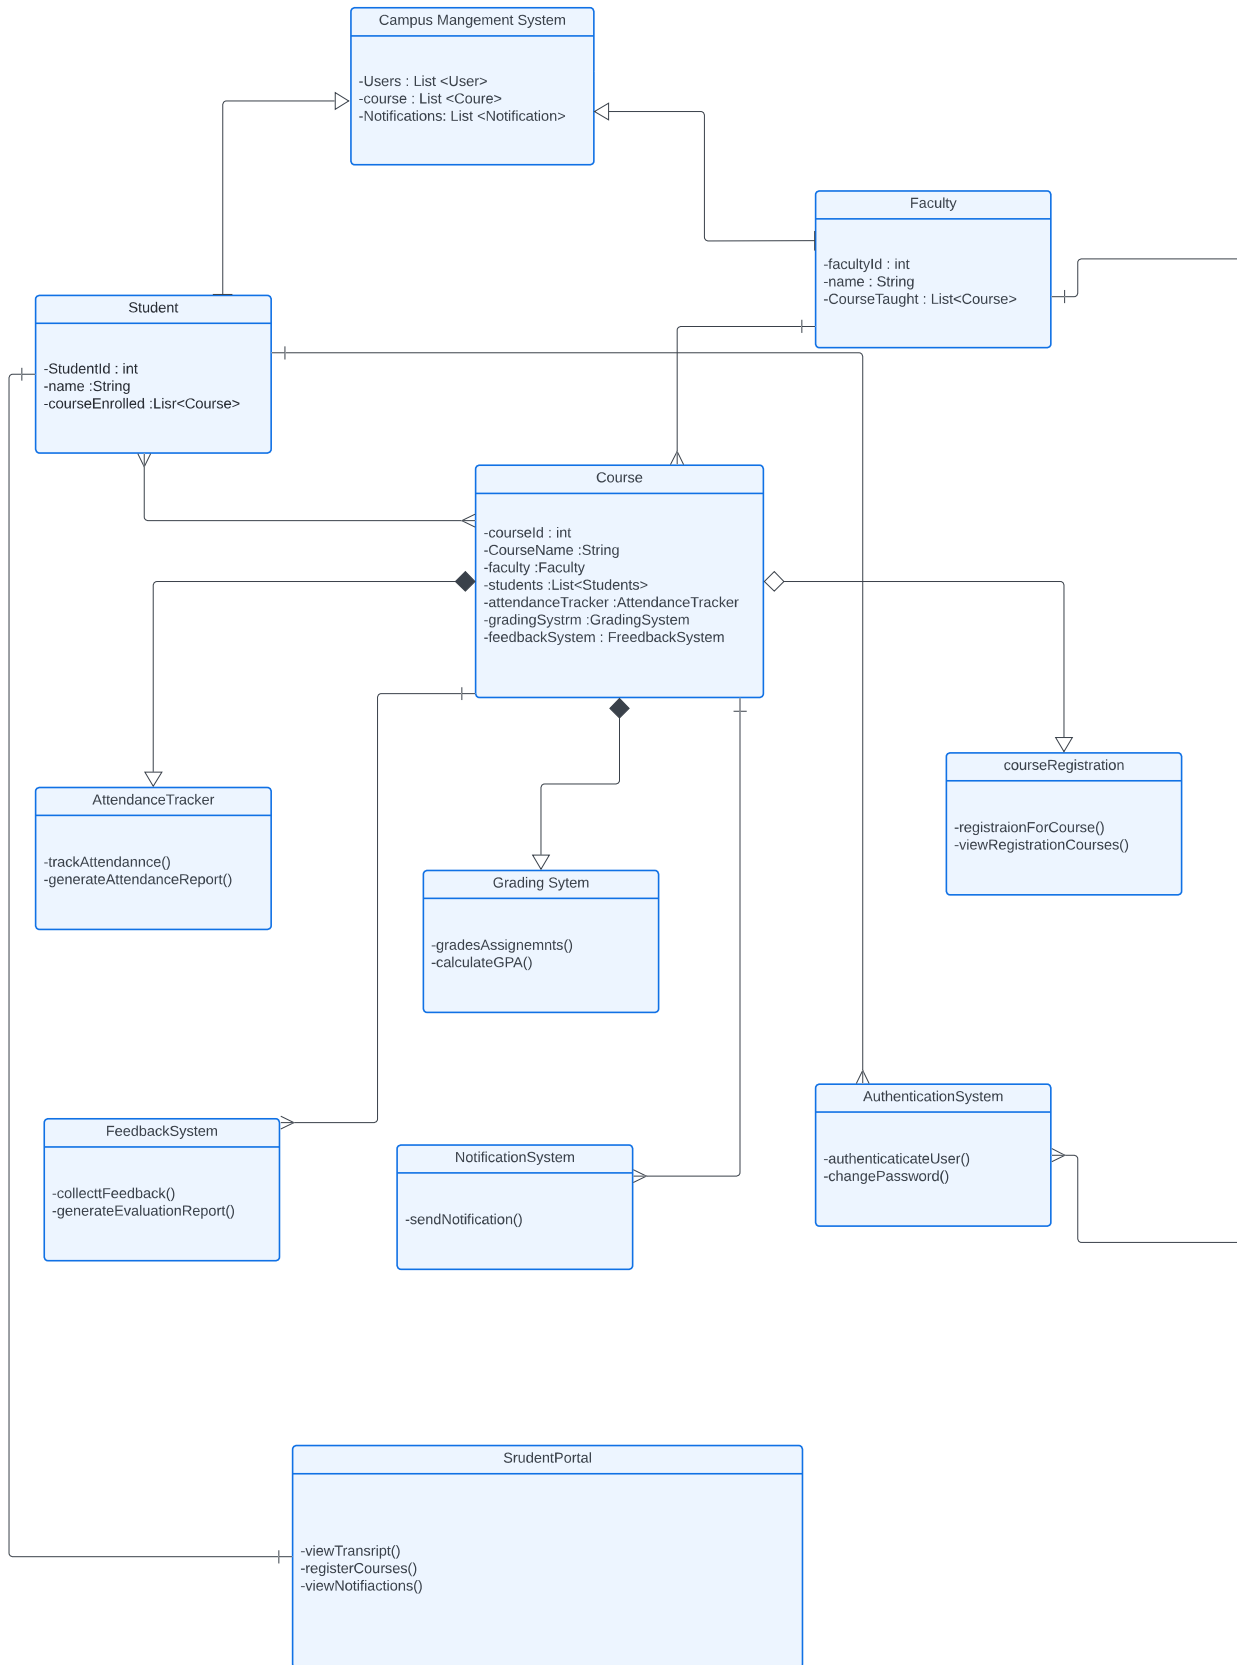 Campus Mangement System
-Users : List <User>
-course : List <Coure>
-Notifications: List <Notification>
Faculty
-facultyId : int
-name : String
-CourseTaught : List<Course>
Student
-StudentId : int
-name :String
-courseEnrolled :Lisr<Course>
Course
-courseId : int
-CourseName :String
-faculty :Faculty
-students :List<Students>
-attendanceTracker :AttendanceTracker
-gradingSystrm :GradingSystem
-feedbackSystem : FreedbackSystem
courseRegistration
-registraionForCourse()
-viewRegistrationCourses()
AttendanceTracker
-trackAttendannce()
-generateAttendanceReport()
Grading Sytem
-gradesAssignemnts()
-calculateGPA()
AuthenticationSystem
-authenticaticateUser()
-changePassword()
FeedbackSystem
-collecttFeedback()
-generateEvaluationReport()
NotificationSystem
-sendNotification()
SrudentPortal
-viewTransript()
-registerCourses()
-viewNotifiactions()